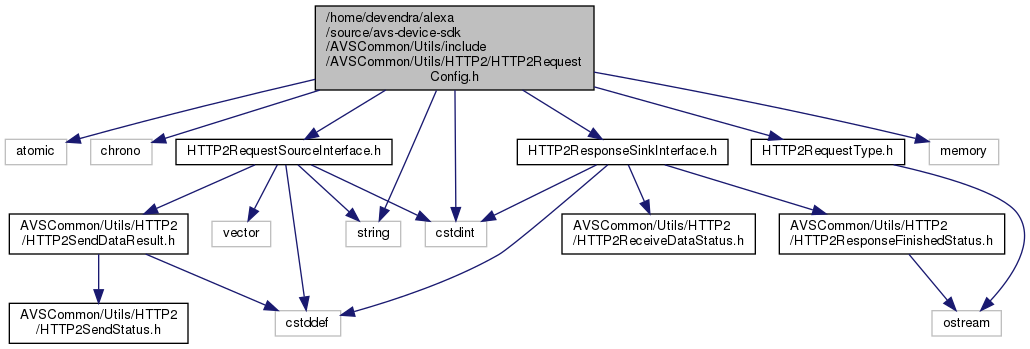 /home/devendra/alexa
/source/avs-device-sdk
/AVSCommon/Utils/include
/AVSCommon/Utils/HTTP2/HTTP2Request
Config.h
atomic
chrono
HTTP2RequestSourceInterface.h
HTTP2ResponseSinkInterface.h
HTTP2RequestType.h
memory
AVSCommon/Utils/HTTP2
/HTTP2SendDataResult.h
vector
string
cstdint
AVSCommon/Utils/HTTP2
/HTTP2ReceiveDataStatus.h
AVSCommon/Utils/HTTP2
/HTTP2ResponseFinishedStatus.h
AVSCommon/Utils/HTTP2
/HTTP2SendStatus.h
cstddef
ostream